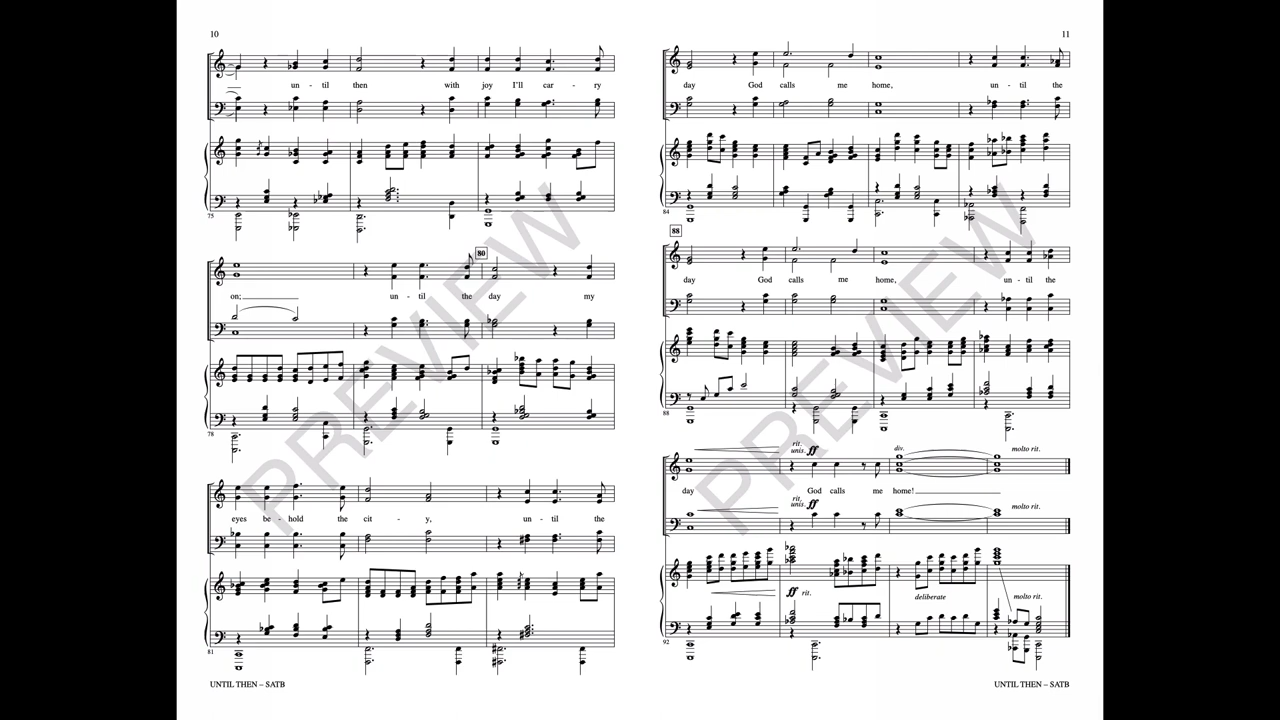 10
un - til then with joy I'll car - ry
75
80
on; un - til the day my
78
eyes be - hold the cit - y, un - til the
81
UNTIL THEN – SATB
11
day God calls me home, un - til the
84
88
day God calls me home, un - til the
88
rit.
unis. ff
div.
molto rit.
day God calls me home!
rit.
unis. ff
molto rit.
ff rit.
deliberate
molto rit.
92
UNTIL THEN – SATB
PREVIEW
PREVIEW